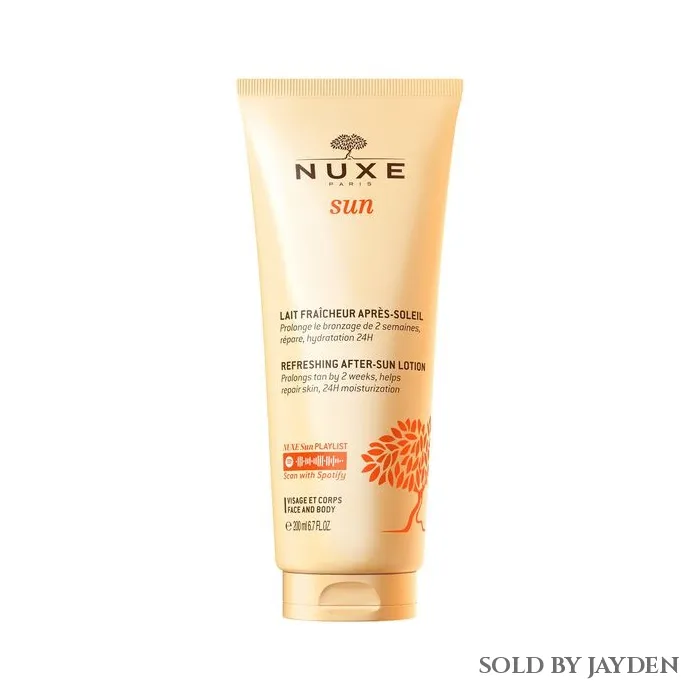 NUXE
PARIS
sun
LAIT FRAÎCHEUR APRÈS-SOLEIL
Prolonge le bronzage de 2 semaines,
répare, hydratation 24H
REFRESHING AFTER-SUN LOTION
Prolongs tan by 2 weeks, helps
repair skin, 24H moisturization
NUXE Sun PLAYLIST
Scan with Spotify
VISAGE ET CORPS
FACE AND BODY
℮ 200 ml 6.7 FL.OZ.
SOLD BY JAYDEN